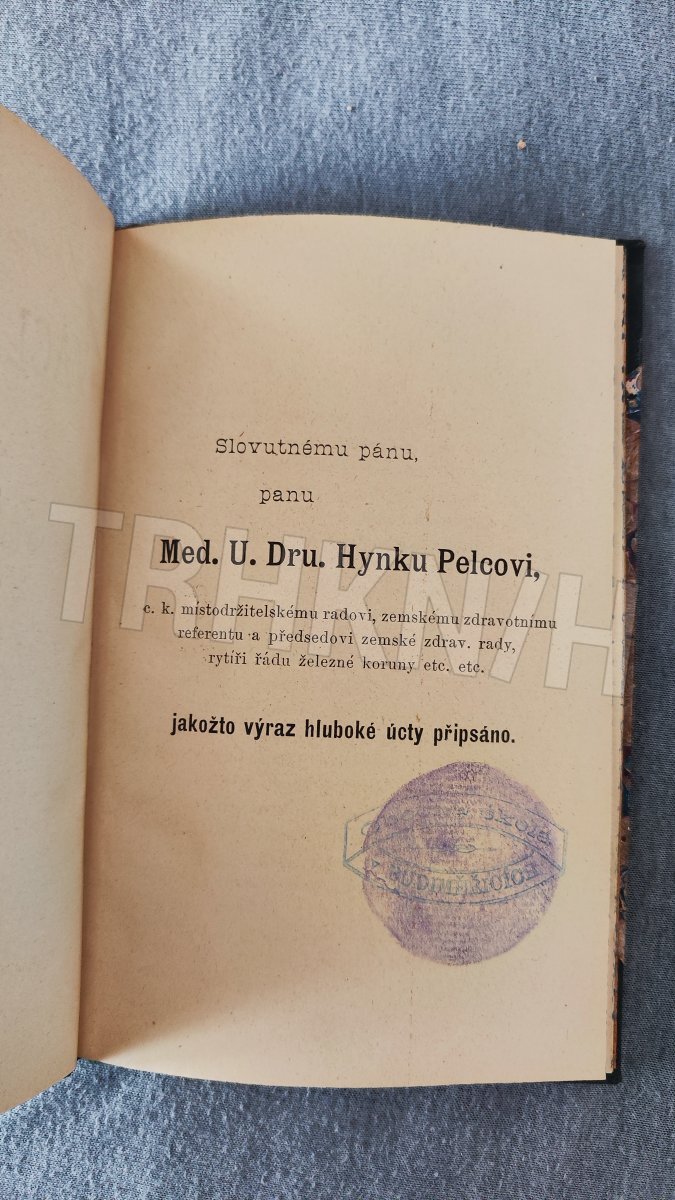 Slovutnému pánu,
panu
Med. U. Dru. Hynku Pelcovi,
c. k. místodržitelskému radovi, zemskému zdravotnímu
referentu a předsedovi zemské zdrav. rady,
rytíři řádu železné koruny etc. etc.
jakožto výraz hluboké úcty připsáno.
TRHKNIH
ŠKOLA